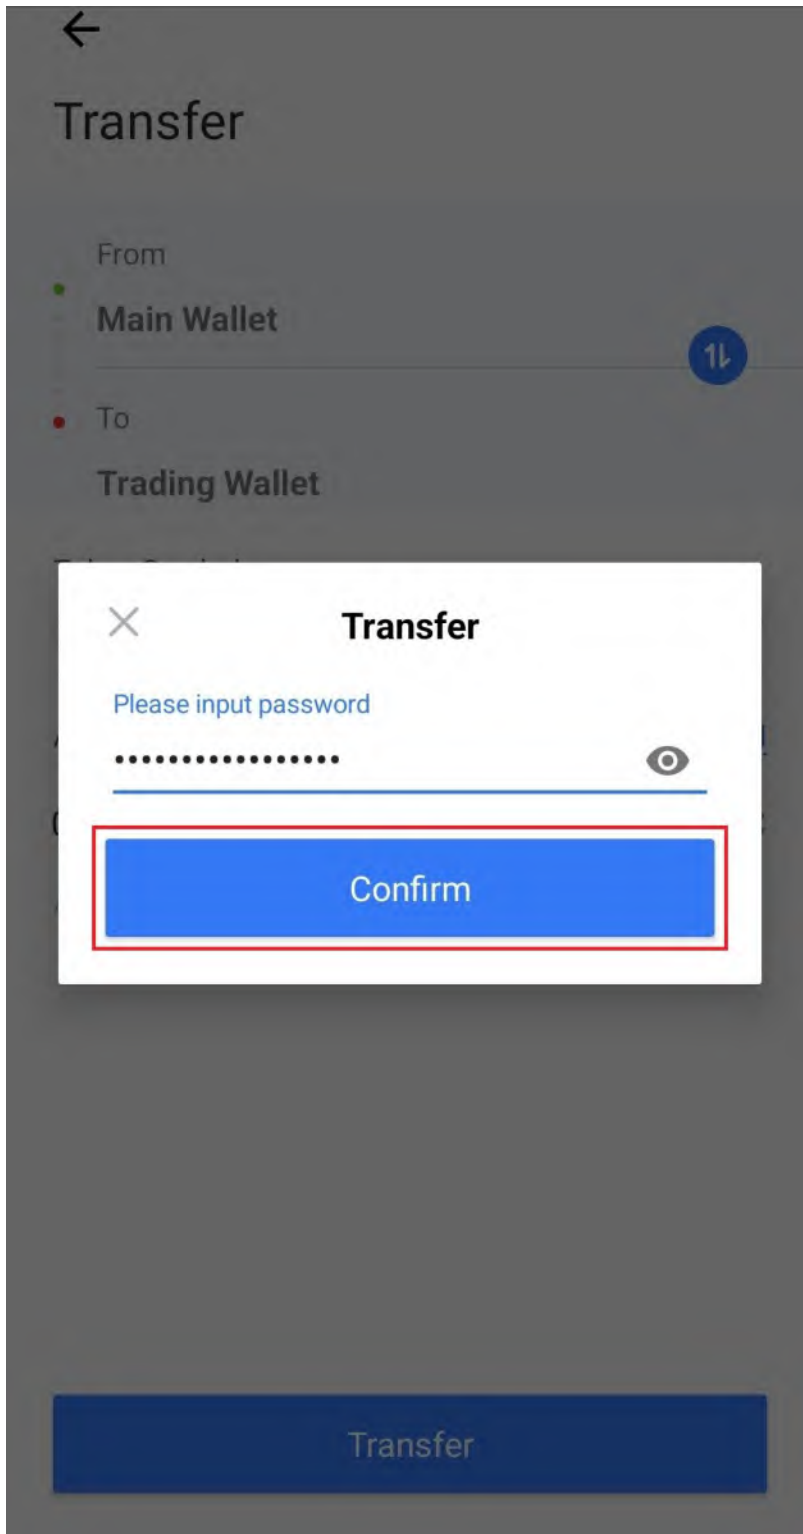 Transfer
From
Main Wallet
To
Trading Wallet
Transfer
Please input password
•••••••••••••••••
Confirm
Transfer